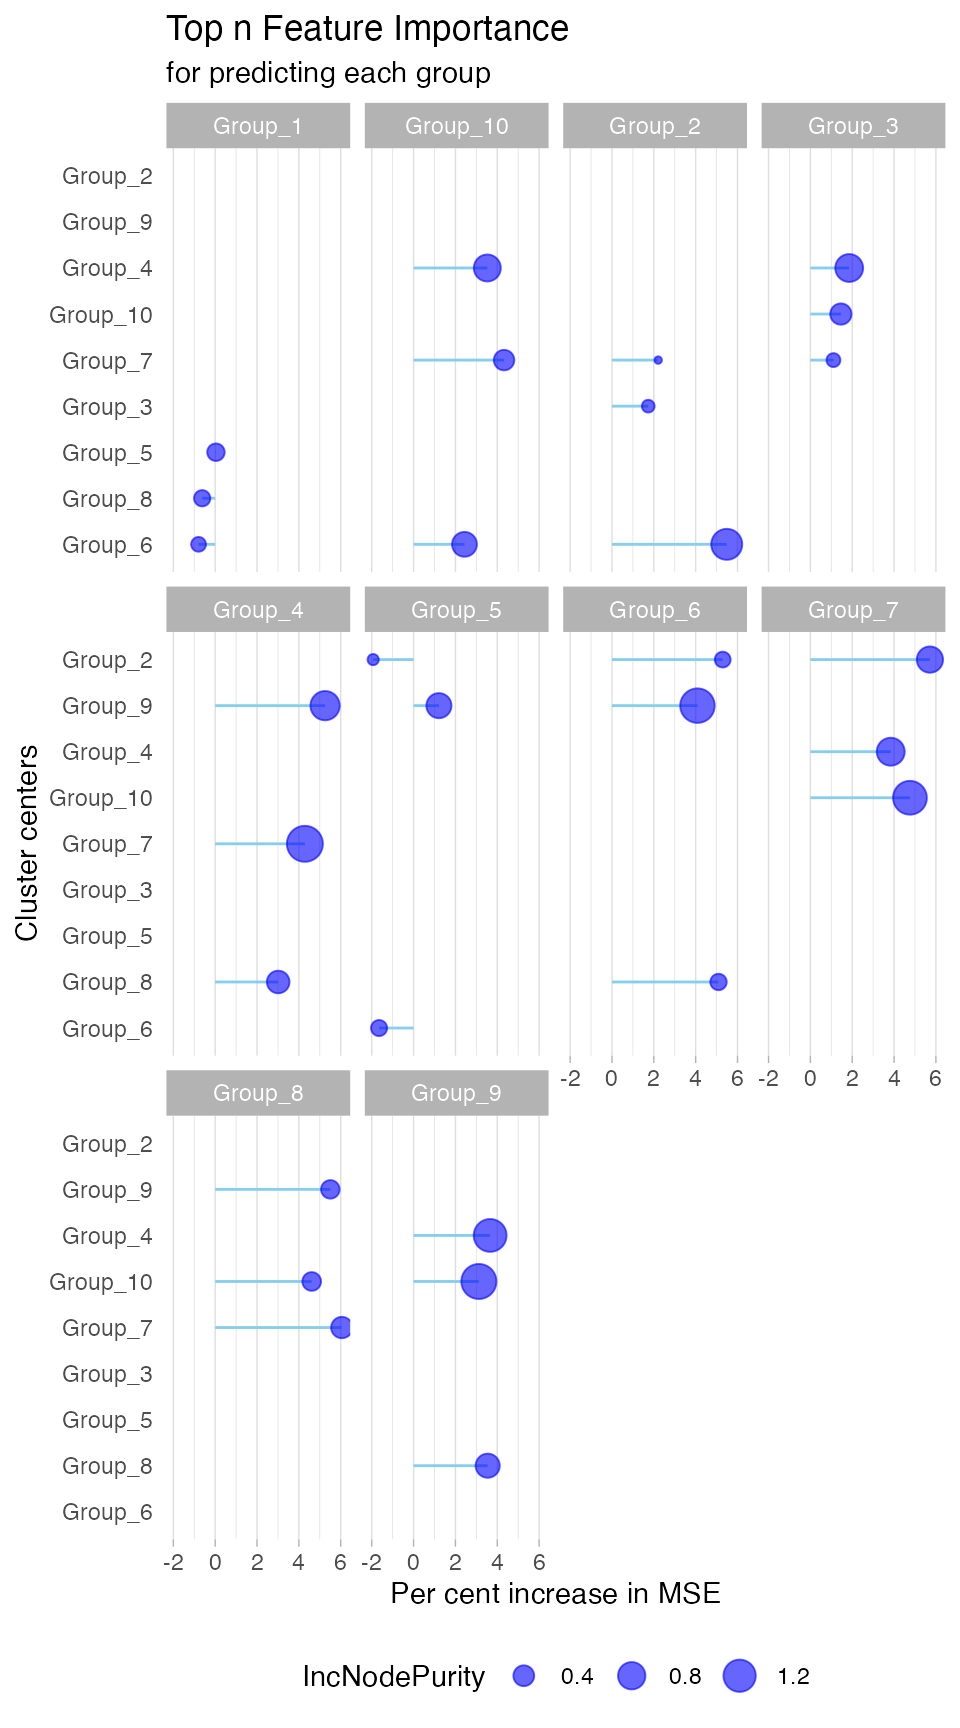 Top n Feature Importance
for predicting each group
Group_1 Group_10 Group_2 Group_3
Group_2
Group_9
Group_4
Group_10
Group_7
Group_3
Group_5
Group_8
Group_6
Group_4 Group_5 Group_6 Group_7
Group_2
Group_9
Group_4
Group_10
Group_7
Group_3
Group_5
Group_8
Group_6
Cluster centers
-2 0 2 4 6 -2 0 2 4 6
Group_8 Group_9
Group_2
Group_9
Group_4
Group_10
Group_7
Group_3
Group_5
Group_8
Group_6
-2 0 2 4 6 -2 0 2 4 6
Per cent increase in MSE
IncNodePurity 0.4 0.8 1.2